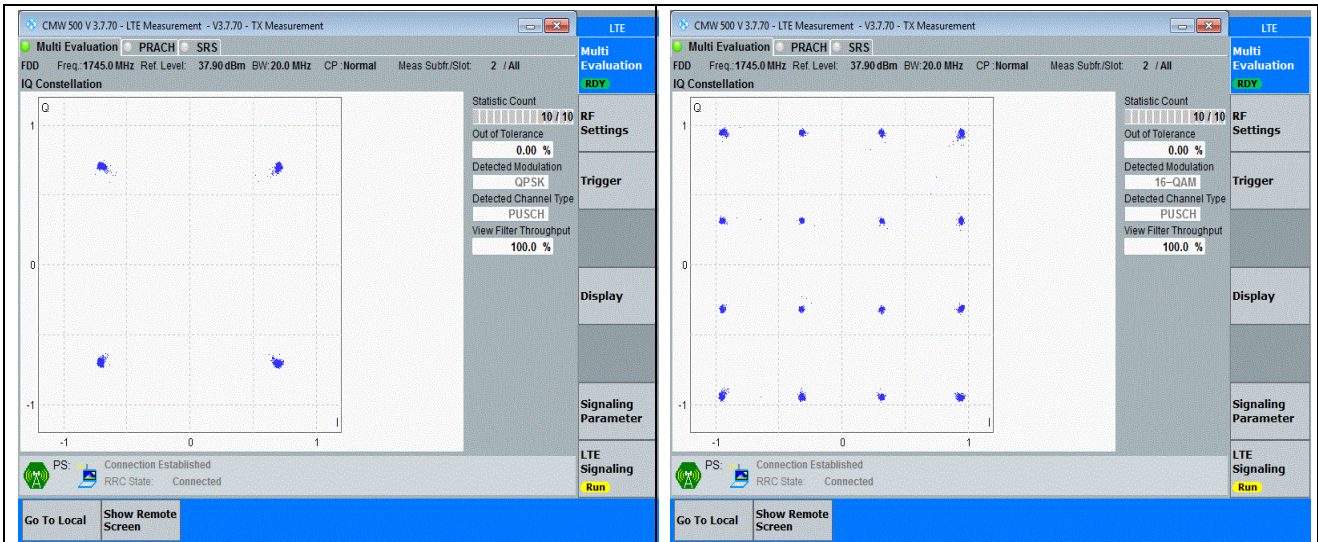 CMW 500 V 3.7.70 - LTE Measurement - V3.7.70 - TX Measurement
LTE
Multi Evaluation PRACH SRS
Multi
Evaluation
RDY
FDD Freq.:1745.0 MHz Ref. Level: 37.90 dBm BW:20.0 MHz CP :Normal Meas Subfr./Slot: 2 / All
IQ Constellation
Q
1
0
-1
-1 0 1
I
Statistic Count
10 / 10
Out of Tolerance
0.00 %
Detected Modulation
QPSK
Detected Channel Type
PUSCH
View Filter Throughput
100.0 %
RF
Settings
Trigger
Display
Signaling
Parameter
LTE
Signaling
Run
PS: Connection Established
RRC State: Connected
Go To Local
Show Remote
Screen
CMW 500 V 3.7.70 - LTE Measurement - V3.7.70 - TX Measurement
LTE
Multi Evaluation PRACH SRS
Multi
Evaluation
RDY
FDD Freq.:1745.0 MHz Ref. Level: 37.90 dBm BW:20.0 MHz CP :Normal Meas Subfr./Slot: 2 / All
IQ Constellation
Q
1
0
-1
-1 0 1
I
Statistic Count
10 / 10
Out of Tolerance
0.00 %
Detected Modulation
16-QAM
Detected Channel Type
PUSCH
View Filter Throughput
100.0 %
RF
Settings
Trigger
Display
Signaling
Parameter
LTE
Signaling
Run
PS: Connection Established
RRC State: Connected
Go To Local
Show Remote
Screen